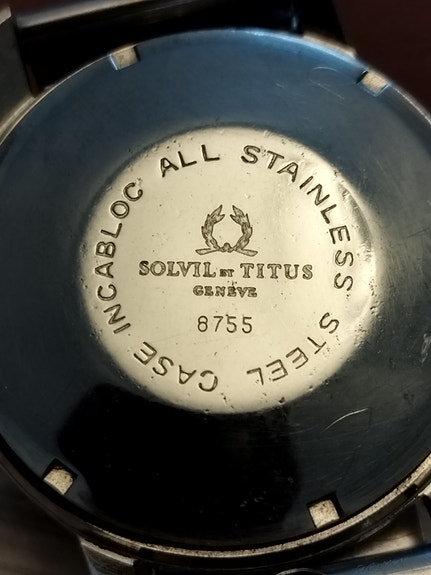 INCABLOC ALL STAINLESS STEEL CASE
SOLVIL ET TITUS
GENÈVE
8755